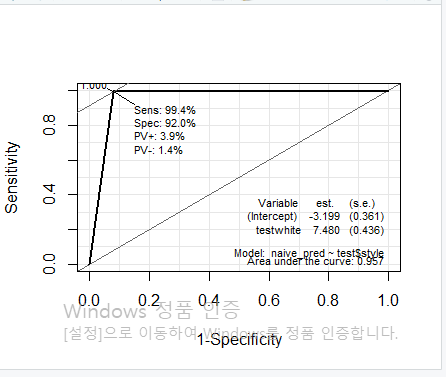 1.000
Sens: 99.4%
Spec: 92.0%
PV+: 3.9%
PV-: 1.4%
Sensitivity
0.8
0.4
0.0
Variable est. (s.e.)
(Intercept) -3.199 (0.361)
testwhite 7.480 (0.436)
Model: naive_pred ~ test$style
Area under the curve: 0.957
0.0 0.2 0.4 0.6 0.8 1.0
1-Specificity
Windows 정품 인증
[설정]으로 이동하여 Windows를 정품 인증합니다.